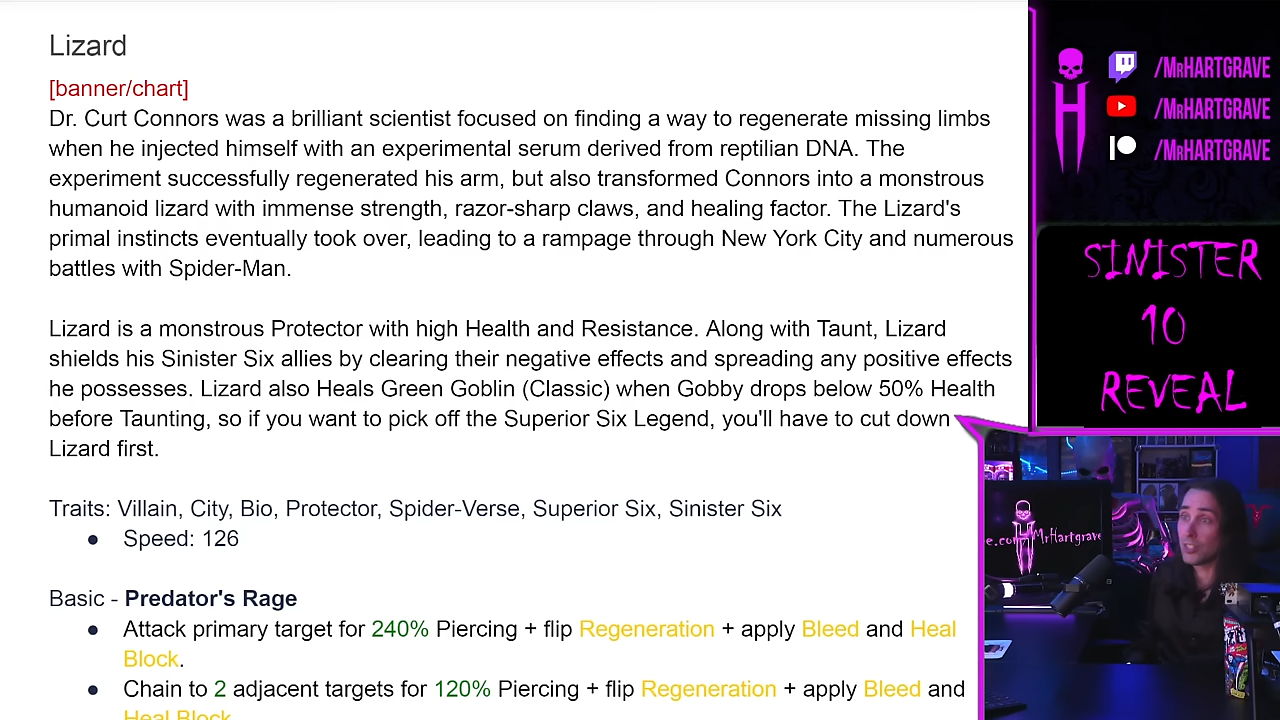 Lizard
[banner/chart]
Dr. Curt Connors was a brilliant scientist focused on finding a way to regenerate missing limbs
when he injected himself with an experimental serum derived from reptilian DNA. The
experiment successfully regenerated his arm, but also transformed Connors into a monstrous
humanoid lizard with immense strength, razor-sharp claws, and healing factor. The Lizard's
primal instincts eventually took over, leading to a rampage through New York City and numerous
battles with Spider-Man.
Lizard is a monstrous Protector with high Health and Resistance. Along with Taunt, Lizard
shields his Sinister Six allies by clearing their negative effects and spreading any positive effects
he possesses. Lizard also Heals Green Goblin (Classic) when Gobby drops below 50% Health
before Taunting, so if you want to pick off the Superior Six Legend, you'll have to cut down
Lizard first.
Traits: Villain, City, Bio, Protector, Spider-Verse, Superior Six, Sinister Six
● Speed: 126
Basic - Predator's Rage
● Attack primary target for 240% Piercing + flip Regeneration + apply Bleed and Heal
Block.
● Chain to 2 adjacent targets for 120% Piercing + flip Regeneration + apply Bleed and
Heal Block.
/MrHARTGRAVE
/MrHARTGRAVE
/MrHARTGRAVE
SINISTER
10
REVEAL
e.com/MrHartgrave